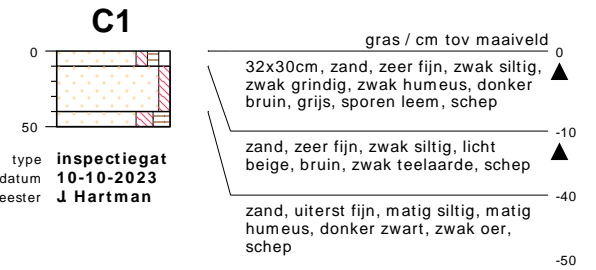 C1
gras / cm tov maaiveld
0
0
32x30cm, zand, zeer fijn, zwak siltig,
zwak grindig, zwak humeus, donker
bruin, grijs, sporen leem, schep
50
-10
zand, zeer fijn, zwak siltig, licht
beige, bruin, zwak teelaarde, schep
type inspectiegat
datum 10-10-2023
eester J Hartman
-40
zand, uiterst fijn, matig siltig, matig
humeus, donker zwart, zwak oer,
schep
-50